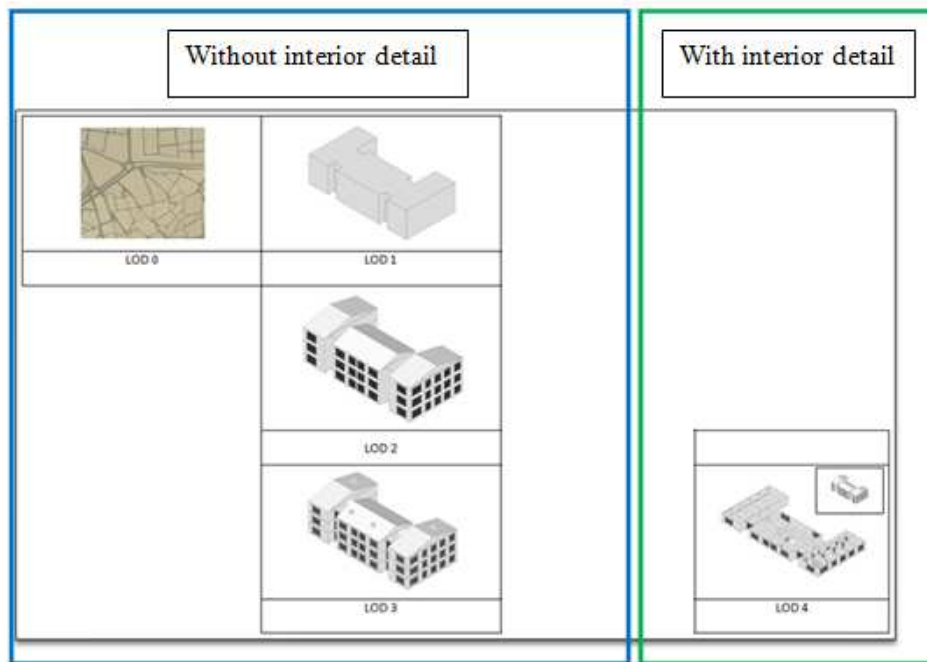 Without interior detail
With interior detail
LOD 0
LOD 1
LOD 2
LOD 3
LOD 4